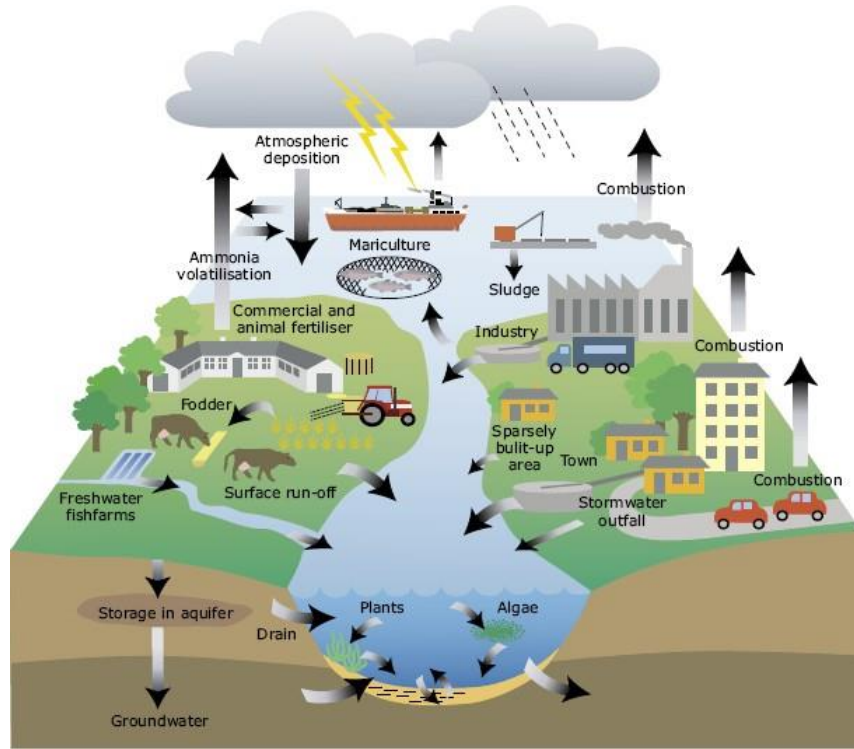 Atmospheric
deposition
Combustion
Mariculture
Ammonia
volatilisation
Sludge
Commercial and
animal fertiliser
Industry
Combustion
Fodder
Sparsely
bulit-up
area
Town
Combustion
Freshwater
fishfarms
Surface run-off
Stormwater
outfall
Storage in aquifer
Plants
Algae
Drain
Groundwater